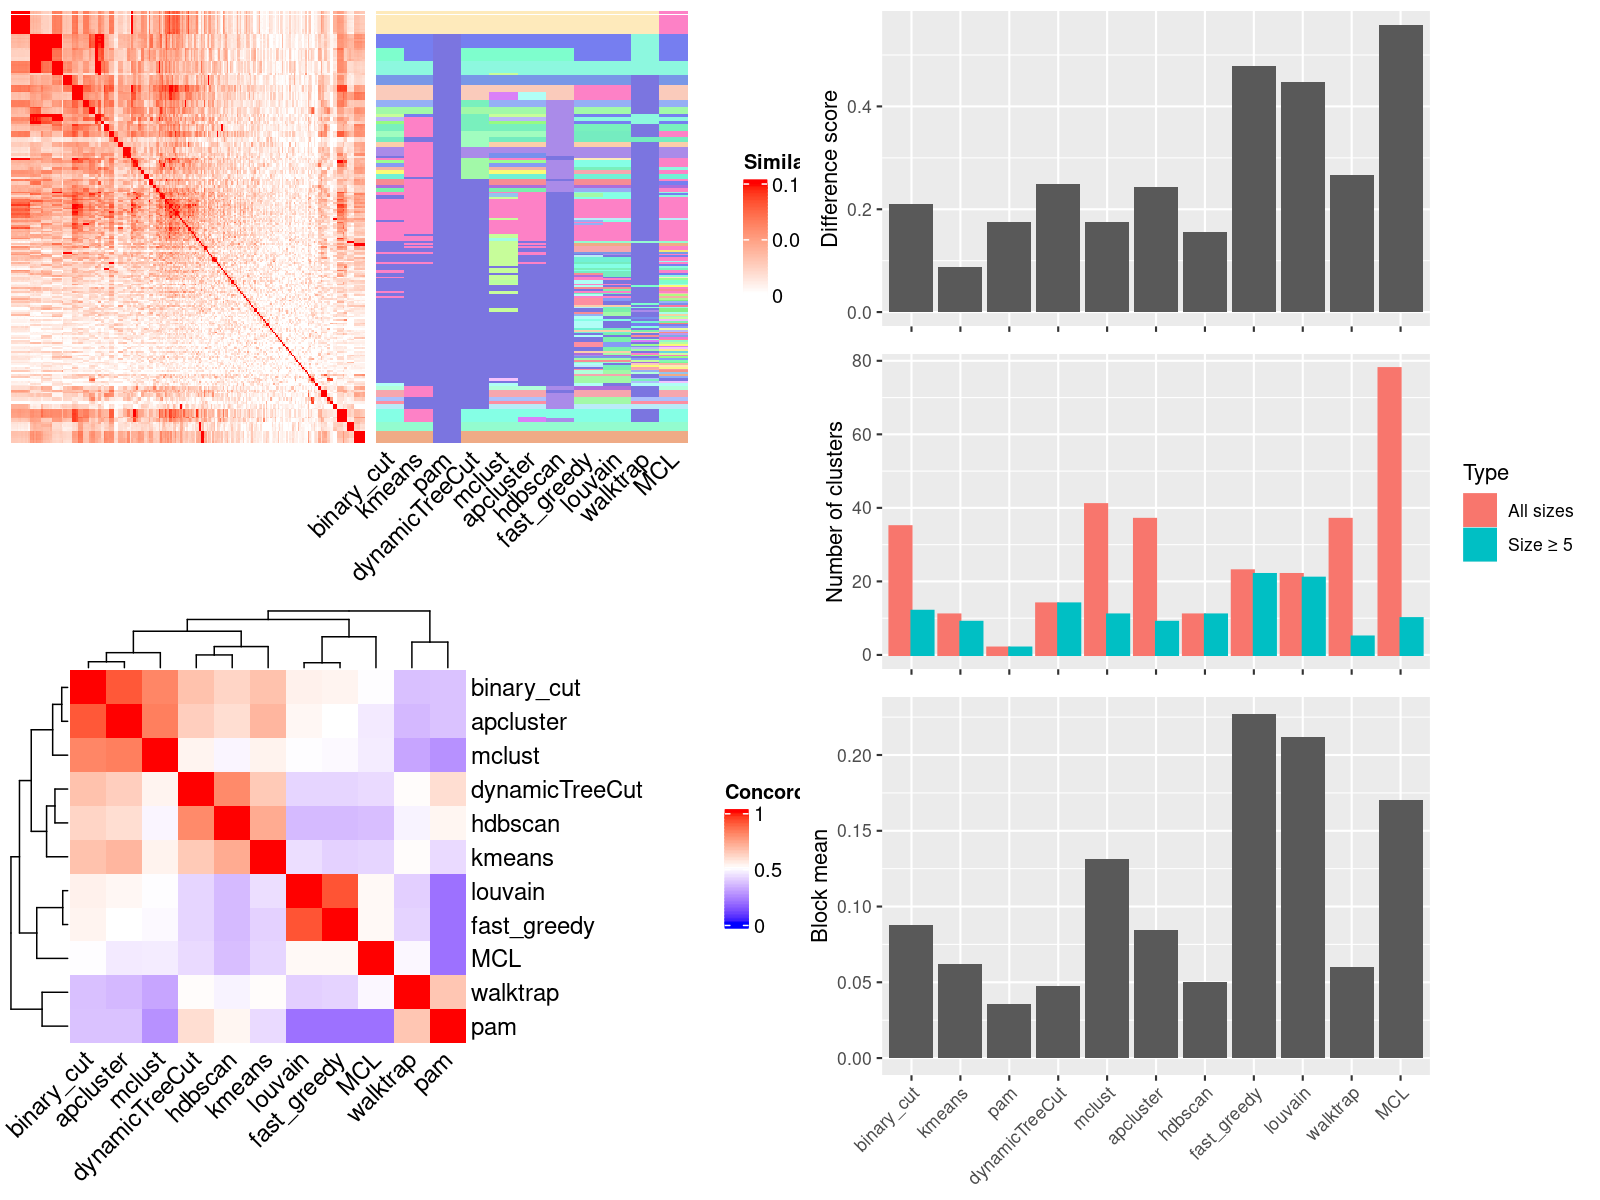 Simila
0.1
0.0
0
binary_cut
kmeans
pam
dynamicTreeCut
mclust
apcluster
hdbscan
fast_greedy
louvain
walktrap
MCL
Difference score
0.4
0.2
0.0
Number of clusters
80
60
40
20
0
Type
All sizes
Size ≥ 5
binary_cut
apcluster
mclust
dynamicTreeCut
hdbscan
kmeans
louvain
fast_greedy
MCL
walktrap
pam
binary_cut
apcluster
mclust
dynamicTreeCut
hdbscan
kmeans
louvain
fast_greedy
MCL
walktrap
pam
Concord
1
0.5
0
Block mean
0.20
0.15
0.10
0.05
0.00
binary_cut
kmeans
pam
dynamicTreeCut
mclust
apcluster
hdbscan
fast_greedy
louvain
walktrap
MCL